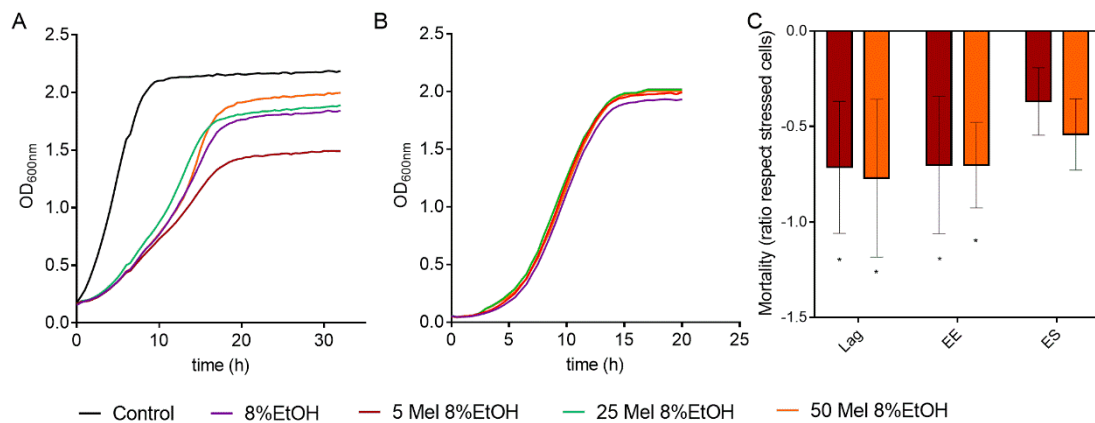 A
2.5
2.0
1.5
1.0
0.5
0.0
OD600nm
0 10 20 30
time (h)
B
2.5
2.0
1.5
1.0
0.5
0.0
OD600nm
0 5 10 15 20 25
time (h)
C
0.0
-0.5
-1.0
-1.5
Mortality (ratio resped stressed cells)
* * * *
Lag EE ES
Control 8%EtOH 5 Mel 8%EtOH 25 Mel 8%EtOH 50 Mel 8%EtOH